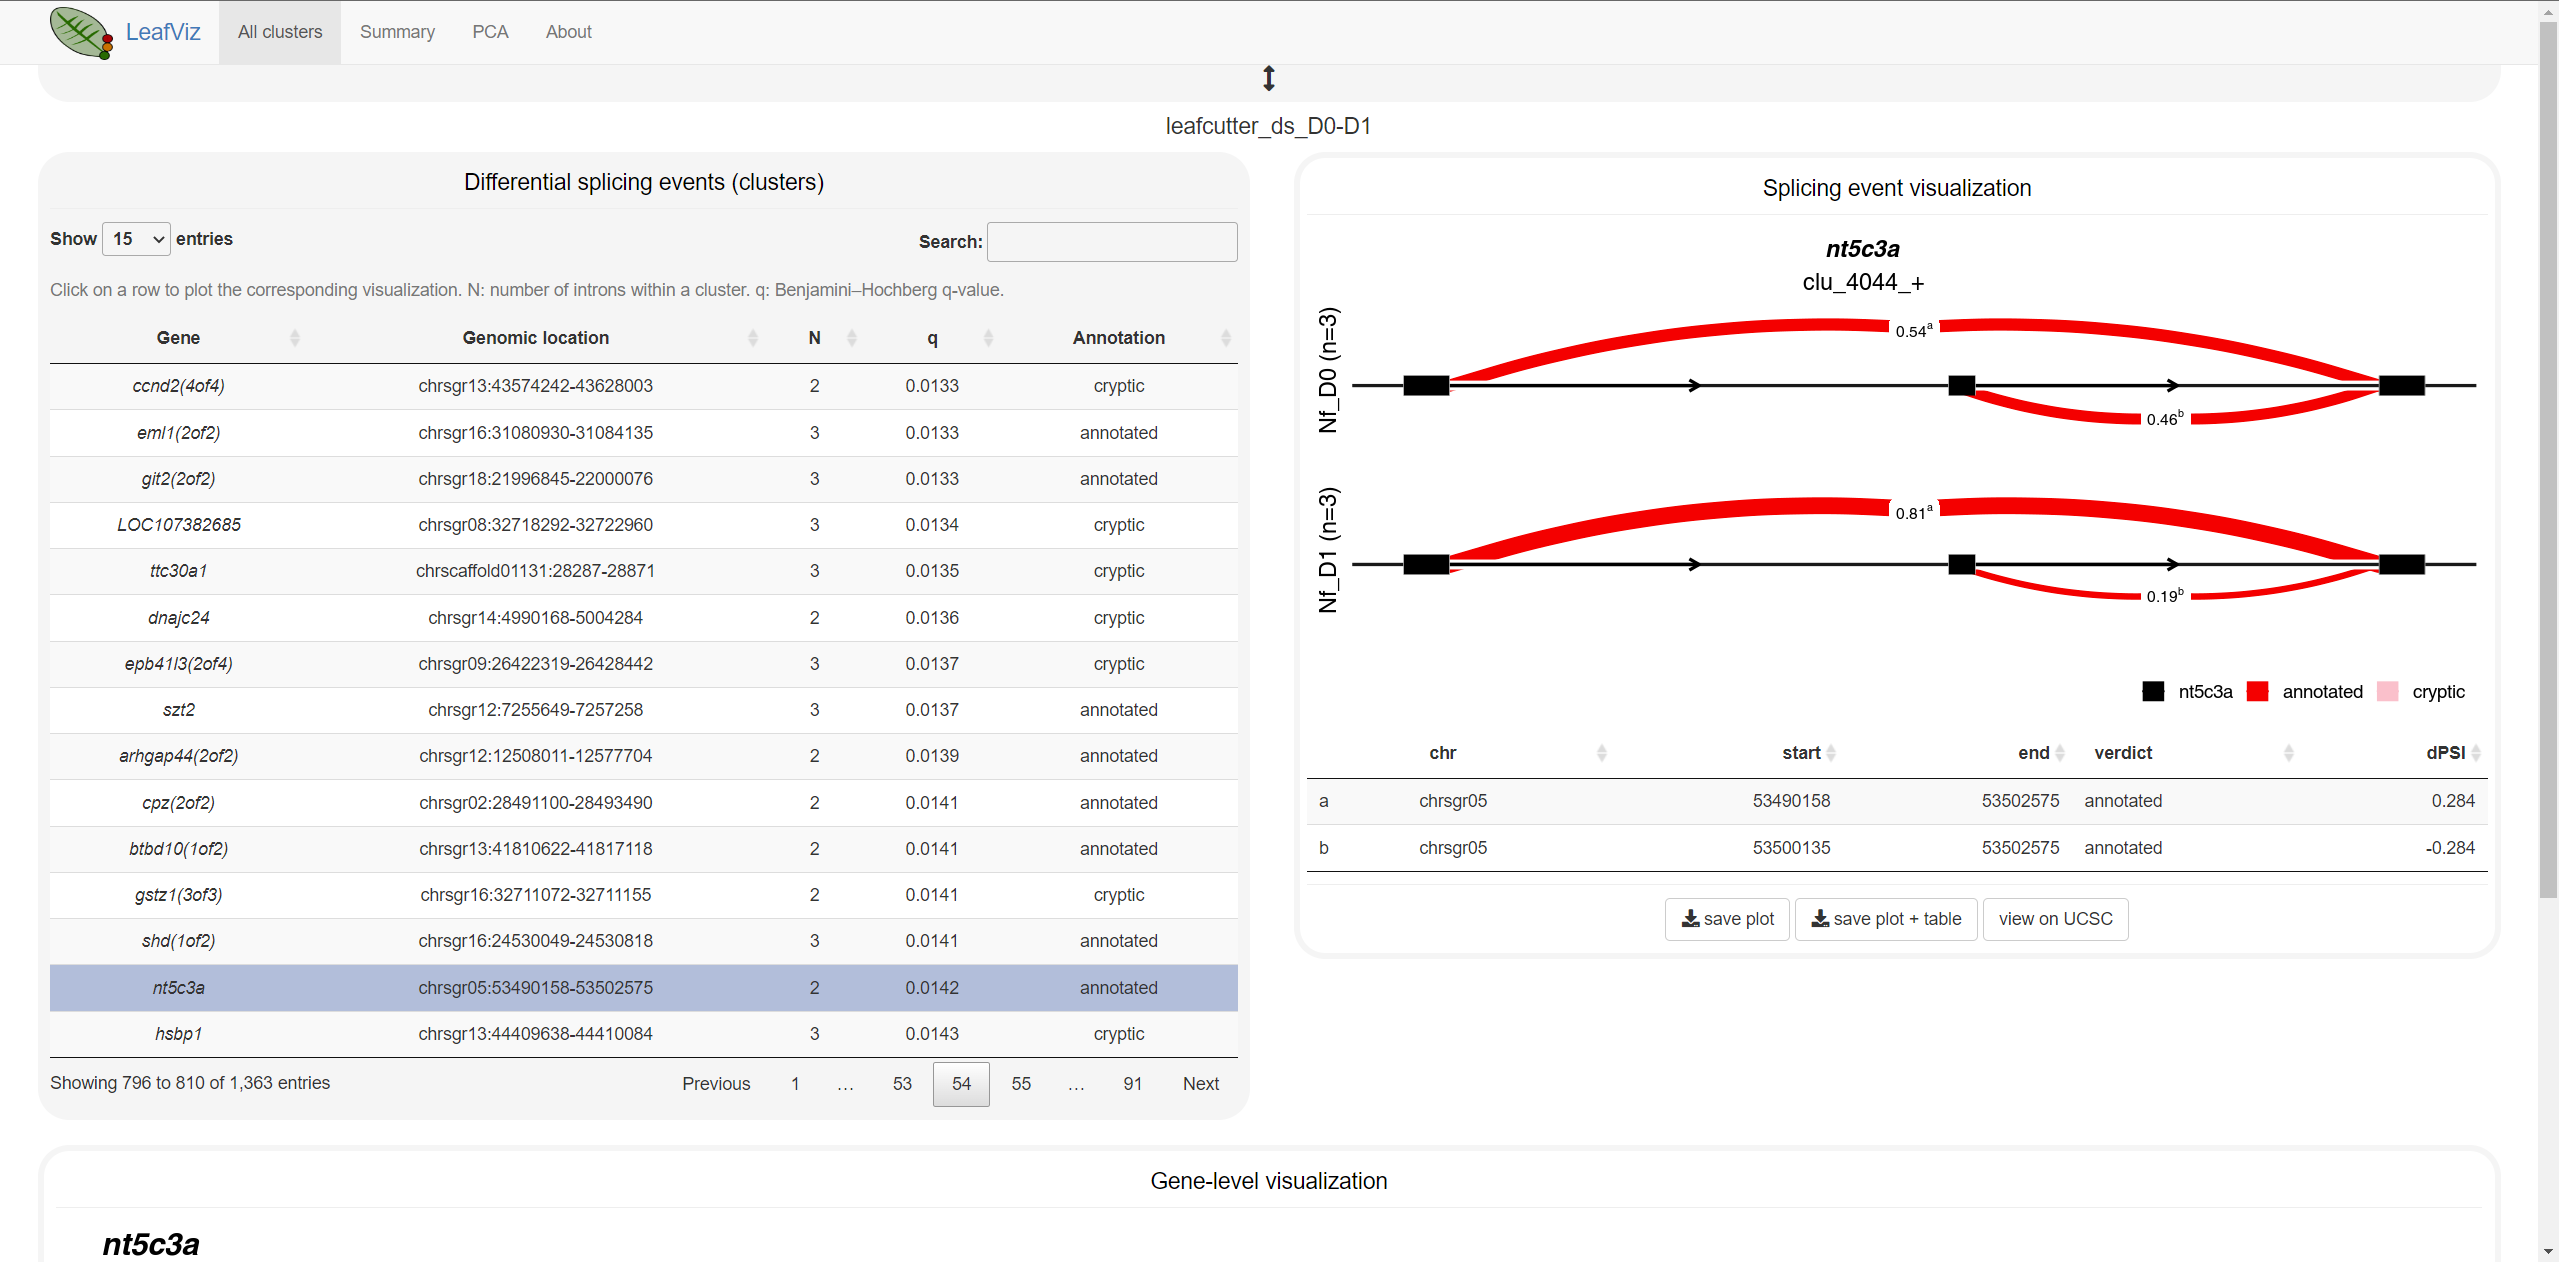 LeafViz All clusters Summary PCA About
leafcutter_ds_D0-D1
Differential splicing events (clusters)
Show 15 entries Search:
Click on a row to plot the corresponding visualization. N: number of introns within a cluster. q: Benjamini–Hochberg q-value.
Gene Genomic location N q Annotation
ccnd2(4of4) chrsgr13:43574242-43628003 2 0.0133 cryptic
eml1(2of2) chrsgr16:31080930-31084135 3 0.0133 annotated
git2(2of2) chrsgr18:21996845-22000076 3 0.0133 annotated
LOC107382685 chrsgr08:32718292-32722960 3 0.0134 cryptic
ttc30a1 chrscaffold01131:28287-28871 3 0.0135 cryptic
dnajc24 chrsgr14:4990168-5004284 2 0.0136 cryptic
epb41l3(2of4) chrsgr09:26422319-26428442 3 0.0137 cryptic
szt2 chrsgr12:7255649-7257258 3 0.0137 annotated
arhgap44(2of2) chrsgr12:12508011-12577704 2 0.0139 annotated
cpz(2of2) chrsgr02:28491100-28493490 2 0.0141 annotated
btbd10(1of2) chrsgr13:41810622-41817118 2 0.0141 annotated
gstz1(3of3) chrsgr16:32711072-32711155 2 0.0141 cryptic
shd(1of2) chrsgr16:24530049-24530818 3 0.0141 annotated
nt5c3a chrsgr05:53490158-53502575 2 0.0142 annotated
hsbp1 chrsgr13:44409638-44410084 3 0.0143 cryptic
Showing 796 to 810 of 1,363 entries Previous 1 … 53 54 55 … 91 Next
Splicing event visualization
nt5c3a
clu_4044_+
Nf_D0 (n=3)
0.54ᵃ
0.46ᵇ
Nf_D1 (n=3)
0.81ᵃ
0.19ᵇ
nt5c3a annotated cryptic
chr start end verdict dPSI
a chrsgr05 53490158 53502575 annotated 0.284
b chrsgr05 53500135 53502575 annotated -0.284
save plot save plot + table view on UCSC
Gene-level visualization
nt5c3a